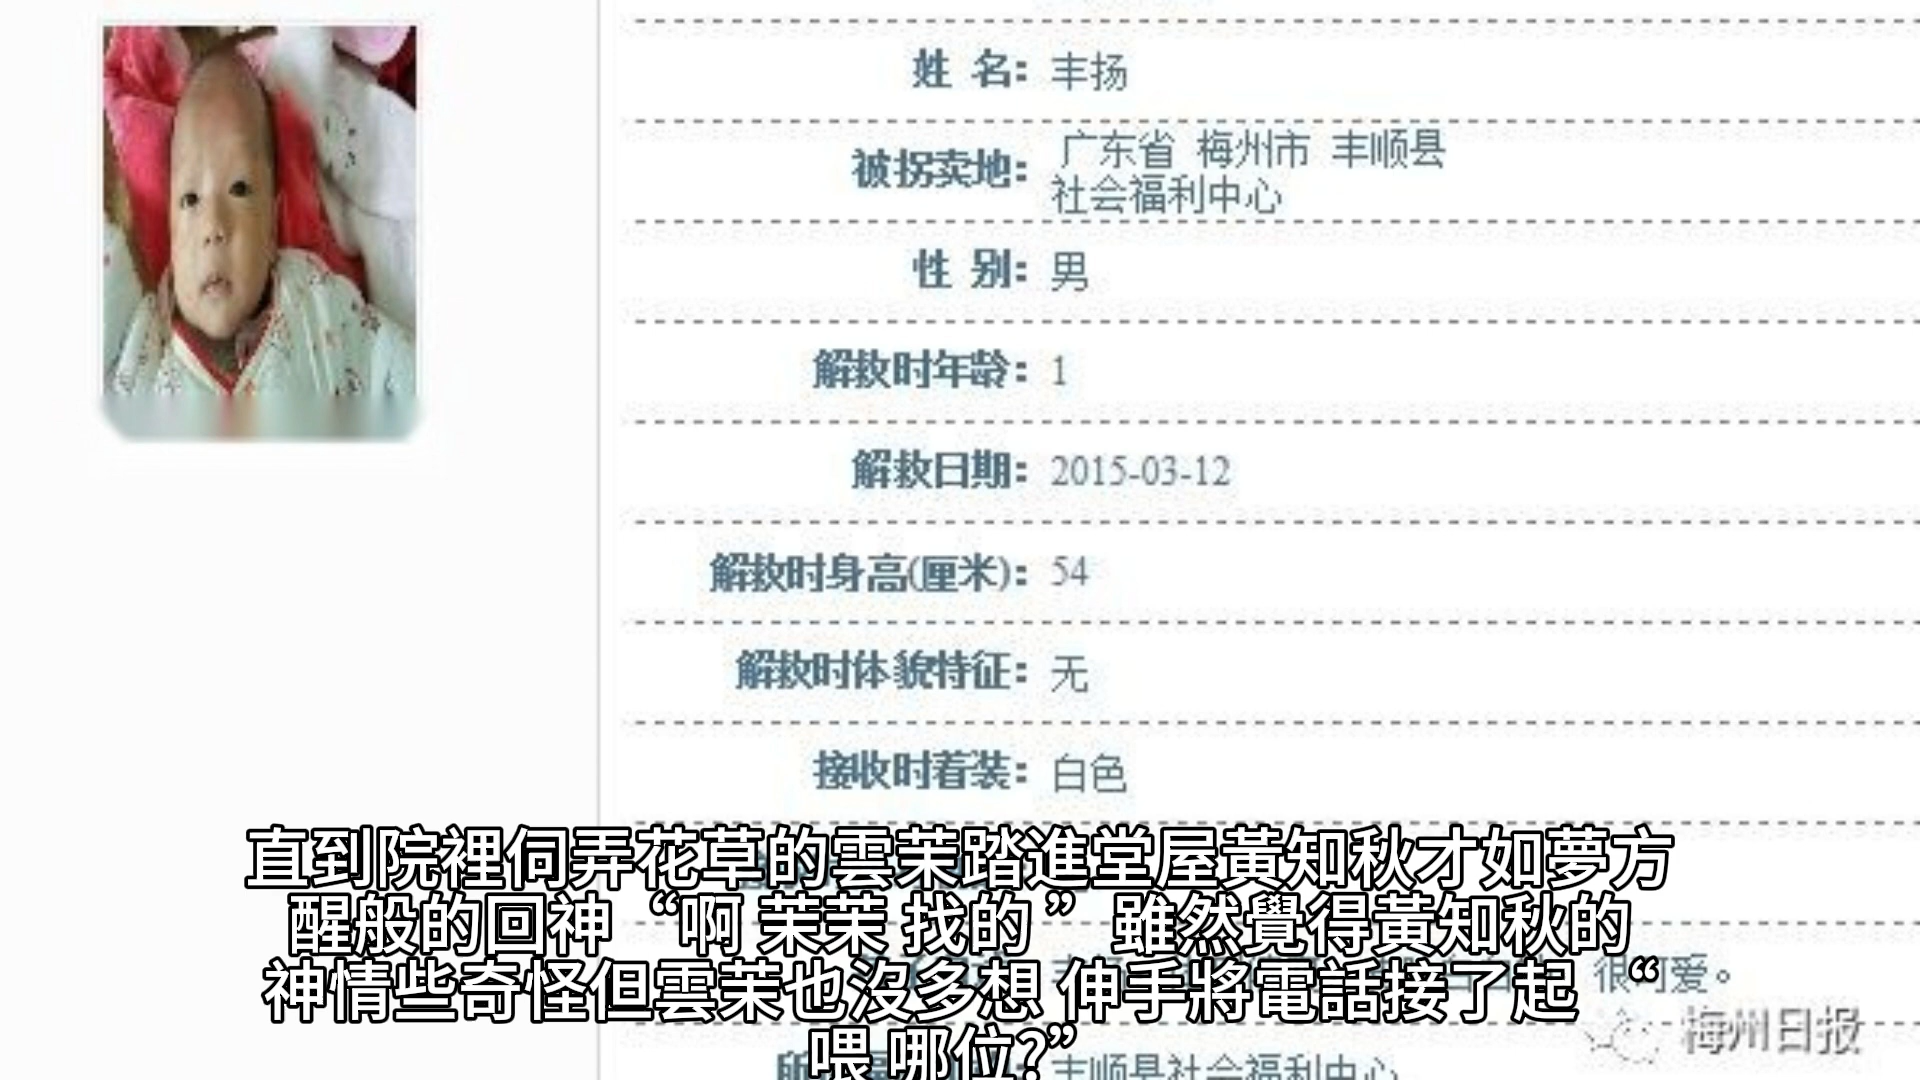 姓 名： 丰扬
被拐卖地： 广东省 梅州市 丰顺县
社会福利中心
性 别： 男
解救时年龄： 1
解救日期： 2015-03-12
解救时身高(厘米)： 54
解救时体貌特征： 无
接收时着装： 白色
直到院裡伺弄花草的雲茉踏進堂屋黃知秋才如夢方
醒般的回神“啊 茉茉 找的 ” 雖然覺得黃知秋的
神情些奇怪但雲茉也沒多想 伸手將電話接了起 “
喂 哪位?”
很可爱。
梅州日报
丰顺县社会福利中心